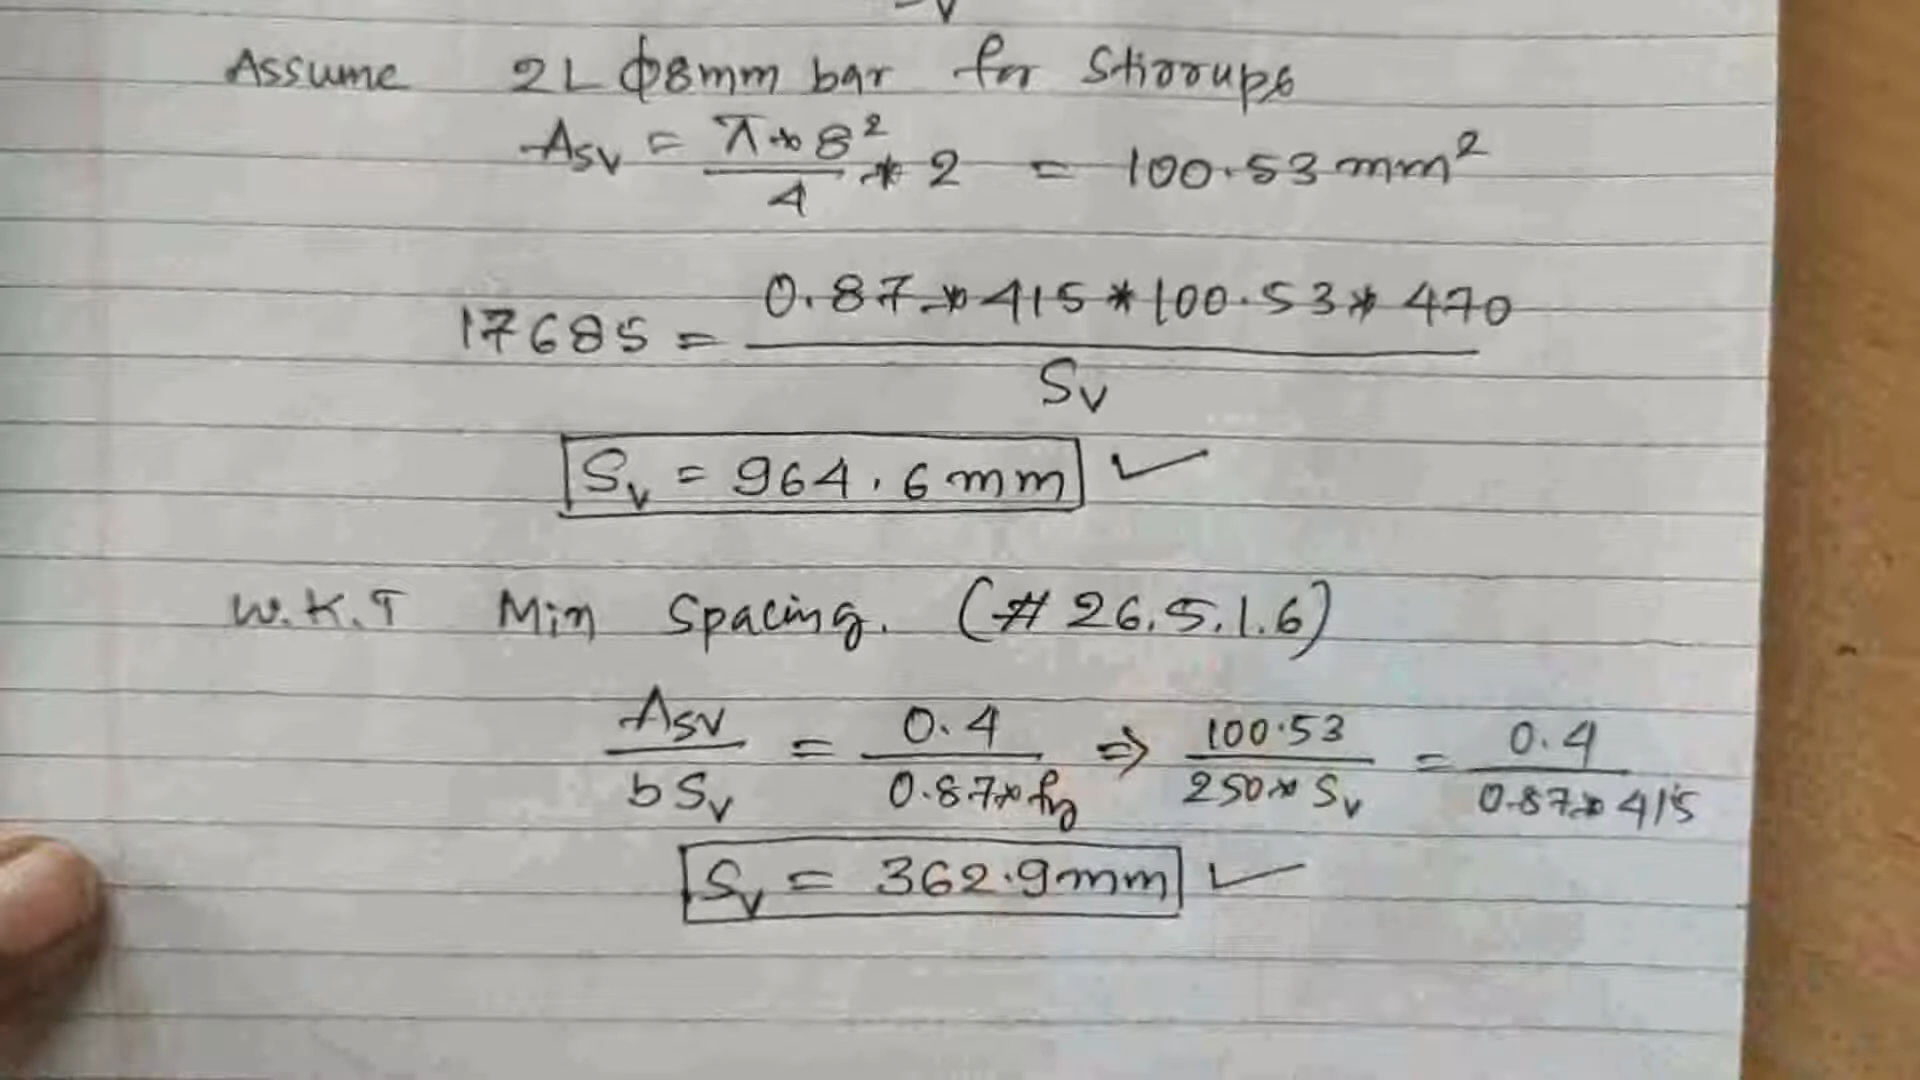 Assume 2L ϕ8mm bar for Stirrups
Asv = π*8²/4 * 2 = 100.53 mm²
17685 = 0.87*415*100.53*470/Sv
Sv = 964.6 mm ✓
W.K.T Min Spacing. (# 26.5.1.6)
Asv/bSv = 0.4/0.87*fy ⇒ 100.53/250*Sv = 0.4/0.87*415
Sv = 362.9mm ✓